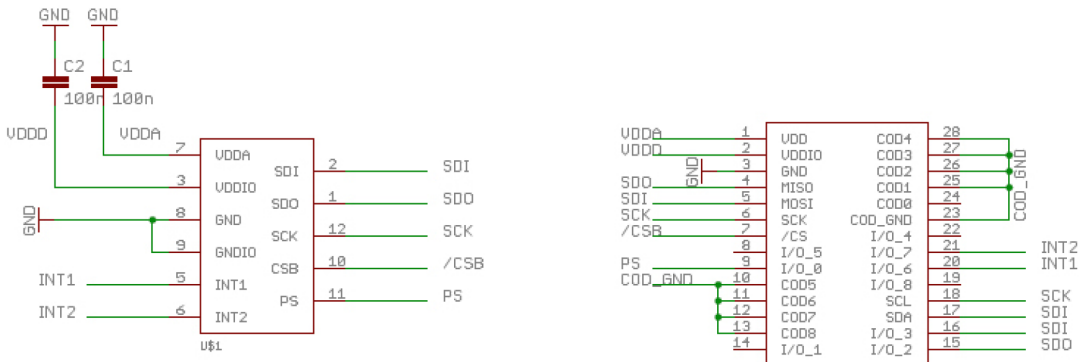 GND GND
C2 C1
100n 100n
VDDD VDDA
7 VDDA
3 VDDIO
8 GND
GND
9 GNDIO
INT1 5 INT1
INT2 6 INT2
SDI 2 SDI
SDO 1 SDO
SCK 12 SCK
CSB 10 /CSB
PS 11 PS
U$1
VDDA 1 VDD COD4 28
VDDD 2 VDDIO COD3 27
GND 3 GND COD2 26
SDO 4 MISO COD1 25
SDI 5 MOSI COD0 24
SCK 6 SCK COD_GND 23
/CSB 7 /CS I/O_4 22
8 I/O_5 I/O_7 21 INT2
PS 9 I/O_0 I/O_6 20 INT1
COD_GND 10 COD5 I/O_8 19
11 COD6 SCL 18 SCK
12 COD7 SDA 17 SDI
13 COD8 I/O_3 16 SDI
14 I/O_1 I/O_2 15 SDO
COD_GND